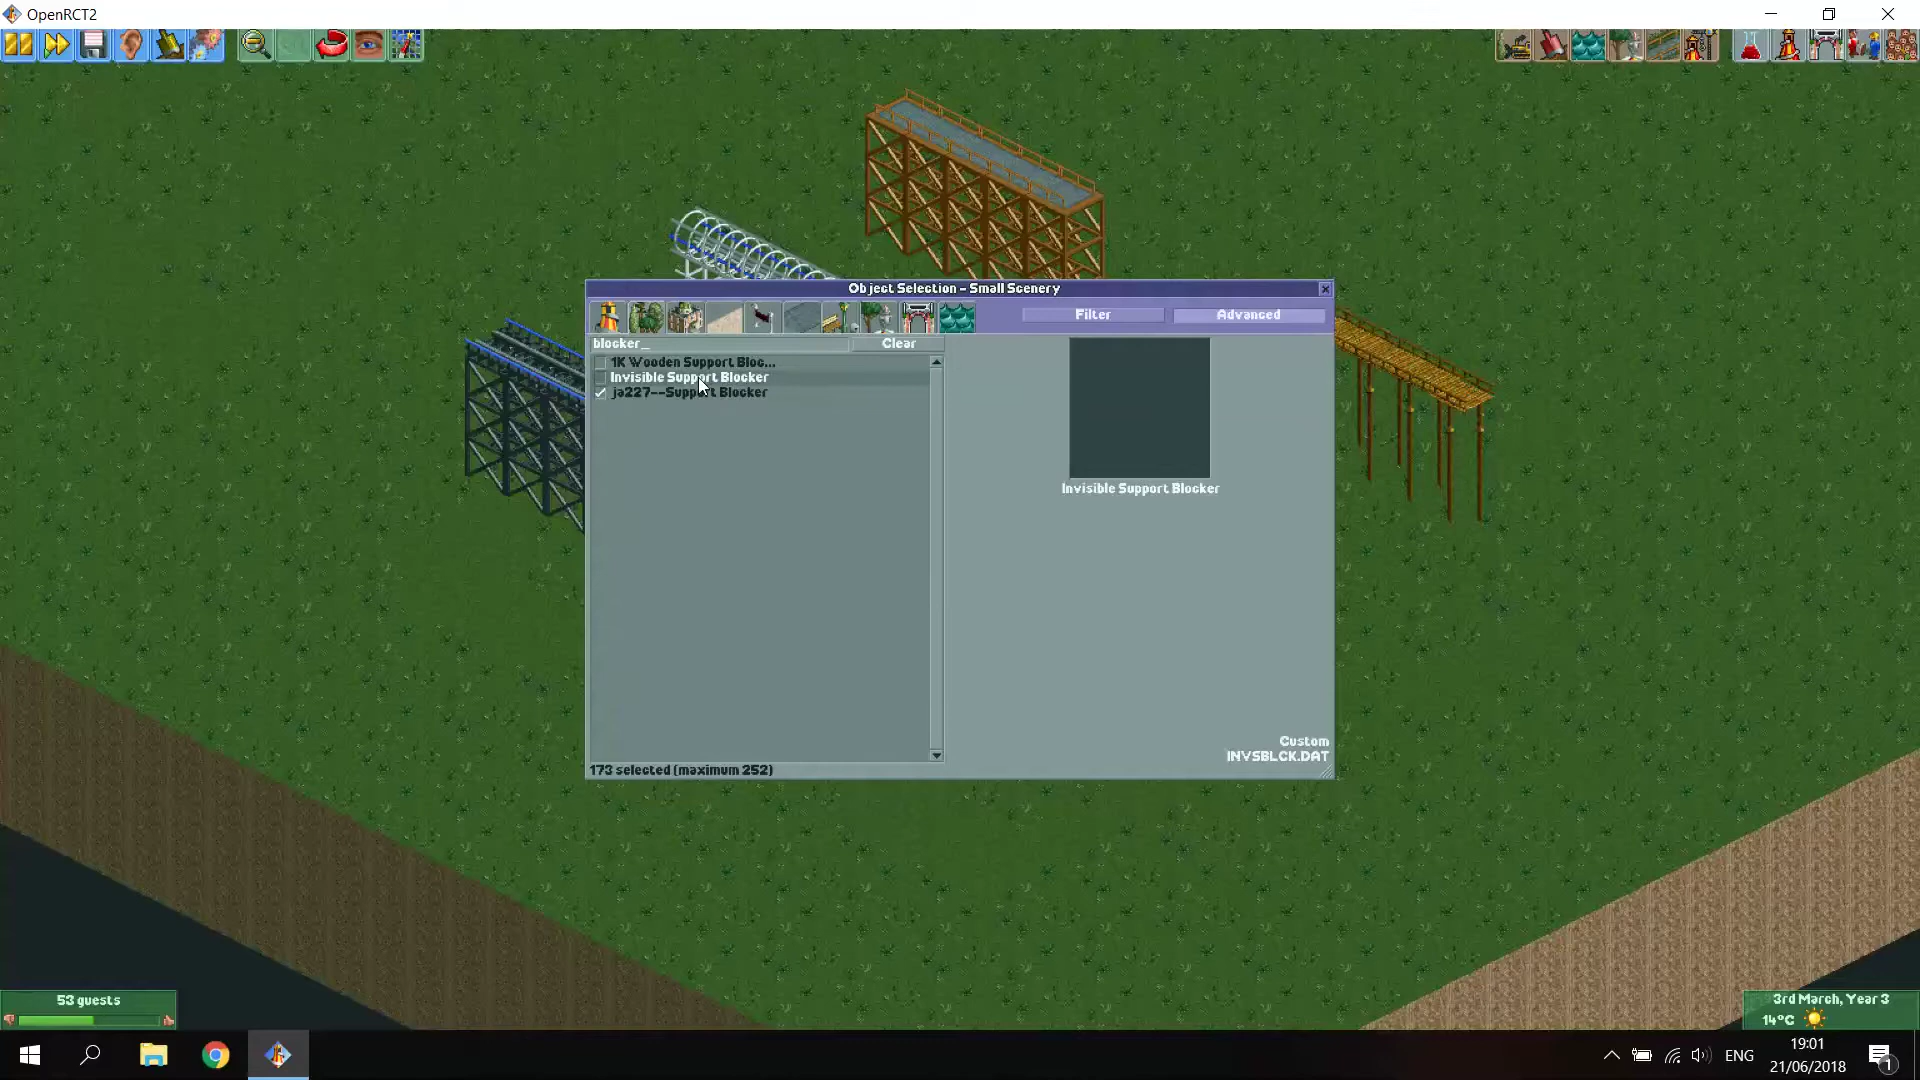 OpenRCT2
Object Selection - Small Scenery
Filter
Advanced
blocker_
Clear
1K Wooden Support Bloc...
Invisible Support Blocker
ja227--Support Blocker
Invisible Support Blocker
Custom
INVSBLCK.DAT
173 selected (maximum 252)
53 guests
3rd March, Year 3
14°C
ENG
19:01
21/06/2018
1